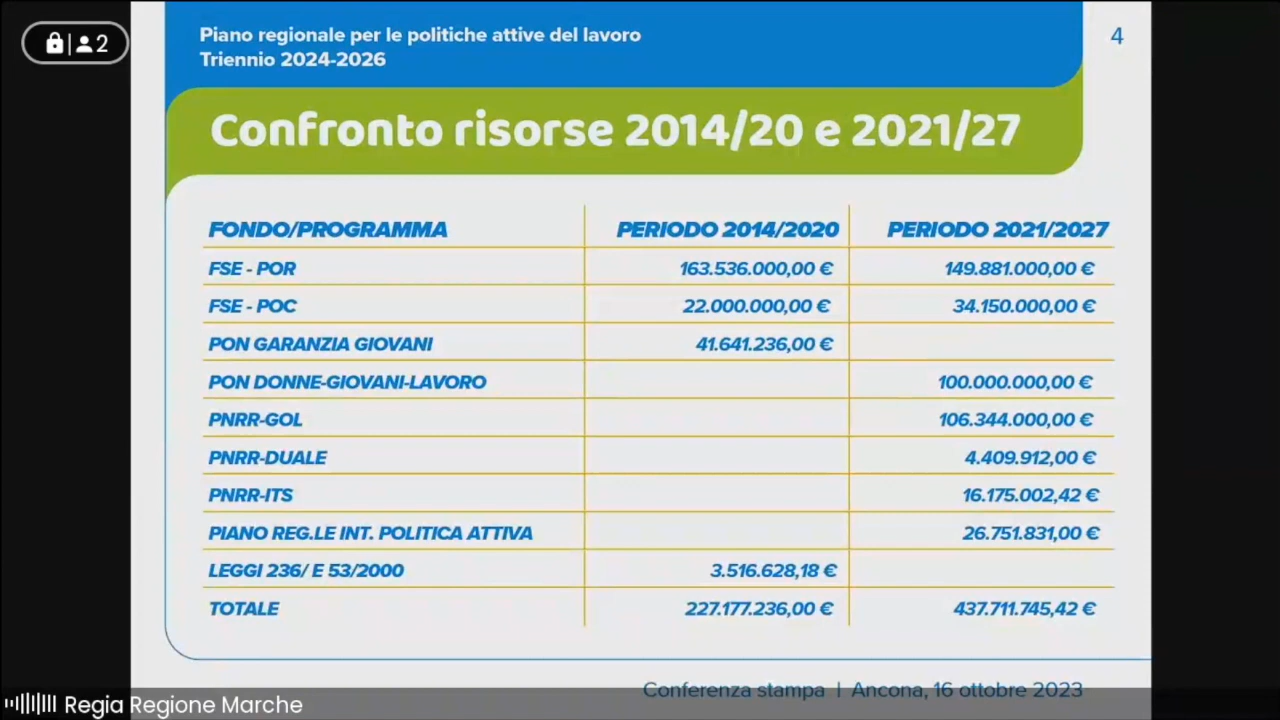 2
Piano regionale per le politiche attive del lavoro
Triennio 2024-2026
4
Confronto risorse 2014/20 e 2021/27
FONDO/PROGRAMMA PERIODO 2014/2020 PERIODO 2021/2027
FSE - POR 163.536.000,00 € 149.881.000,00 €
FSE - POC 22.000.000,00 € 34.150.000,00 €
PON GARANZIA GIOVANI 41.641.236,00 €
PON DONNE-GIOVANI-LAVORO 100.000.000,00 €
PNRR-GOL 106.344.000,00 €
PNRR-DUALE 4.409.912,00 €
PNRR-ITS 16.175.002,42 €
PIANO REG.LE INT. POLITICA ATTIVA 26.751.831,00 €
LEGGI 236/ E 53/2000 3.516.628,18 €
TOTALE 227.177.236,00 € 437.711.745,42 €
Conferenza stampa | Ancona, 16 ottobre 2023
Regia Regione Marche